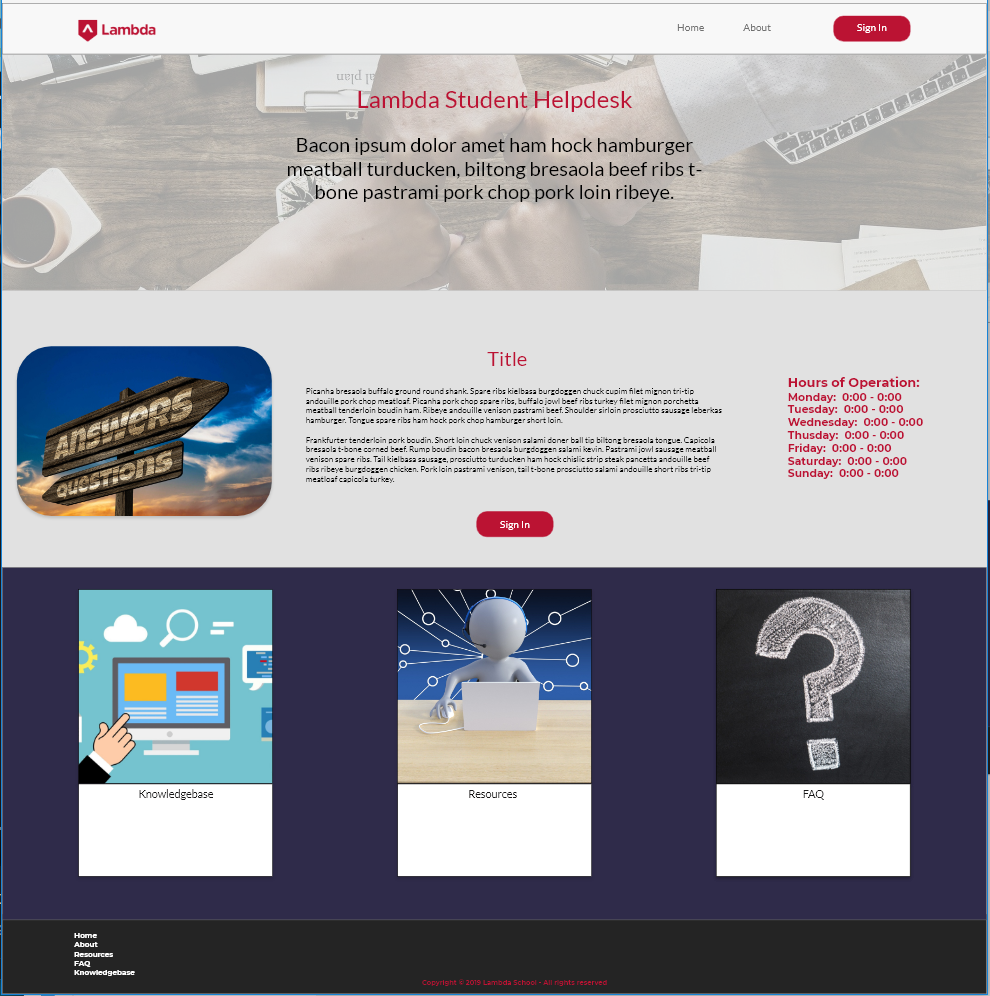 Lambda
Home
About
Sign In
al plan
Lambda Student Helpdesk
Bacon ipsum dolor amet ham hock hamburger
meatball turducken, biltong bresaola beef ribs t-
bone pastrami pork chop pork loin ribeye.
ANSWERS
QUESTIONS
Title
Picanha bresaola buffalo ground round shank. Spare ribs kielbasa burgdoggen chuck cupim filet mignon tri-tip
andouille pork chop meatloaf. Picanha pork chop spare ribs, buffalo jowl beef ribs turkey filet mignon porchetta
meatball tenderloin boudin ham. Ribeye andouille venison pastrami beef. Shoulder sirloin prosciutto sausage leberkas
hamburger. Tongue spare ribs ham hock pork chop hamburger short loin.
Frankfurter tenderloin pork boudin. Short loin chuck venison salami doner ball tip biltong bresaola tongue. Capicola
bresaola t-bone corned beef. Rump boudin bacon bresaola burgdoggen salami kevin. Pastrami jowl sausage meatball
venison spare ribs. Tail kielbasa sausage, prosciutto turducken ham hock chislic strip steak pancetta andouille beef
ribs ribeye burgdoggen chicken. Pork loin pastrami venison, tail t-bone prosciutto salami andouille short ribs tri-tip
meatloaf capicola turkey.
Sign In
Hours of Operation:
Monday: 0:00 - 0:00
Tuesday: 0:00 - 0:00
Wednesday: 0:00 - 0:00
Thusday: 0:00 - 0:00
Friday: 0:00 - 0:00
Saturday: 0:00 - 0:00
Sunday: 0:00 - 0:00
Knowledgebase
Resources
FAQ
Home
About
Resources
FAQ
Knowledgebase
Copyright © 2019 Lambda School - All rights reserved